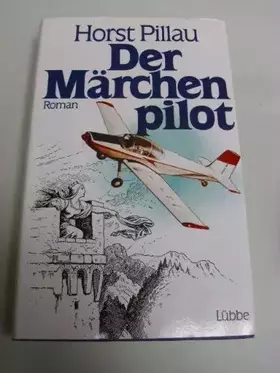 Horst Pillau
Der
Märchen
Roman
pilot
Lübbe